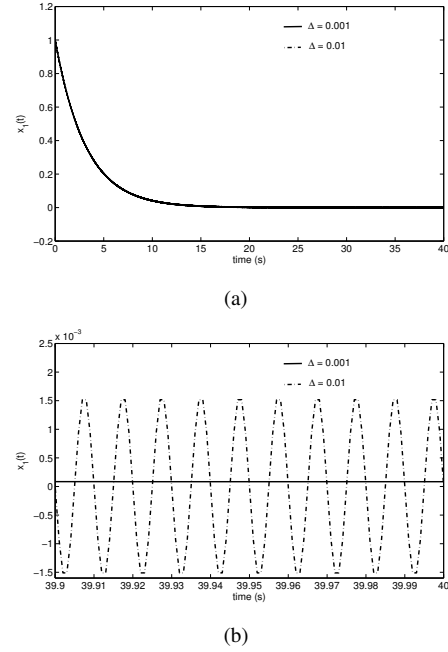 1.2
1
0.8
0.6
0.4
0.2
0
-0.2
x₁(t)
Δ = 0.001
Δ = 0.01
0 5 10 15 20 25 30 35 40
time (s)
(a)
x 10⁻³
2.5
2
1.5
1
0.5
0
-0.5
-1
-1.5
x₁(t)
Δ = 0.001
Δ = 0.01
39.9 39.91 39.92 39.93 39.94 39.95 39.96 39.97 39.98 39.99 40
time (s)
(b)